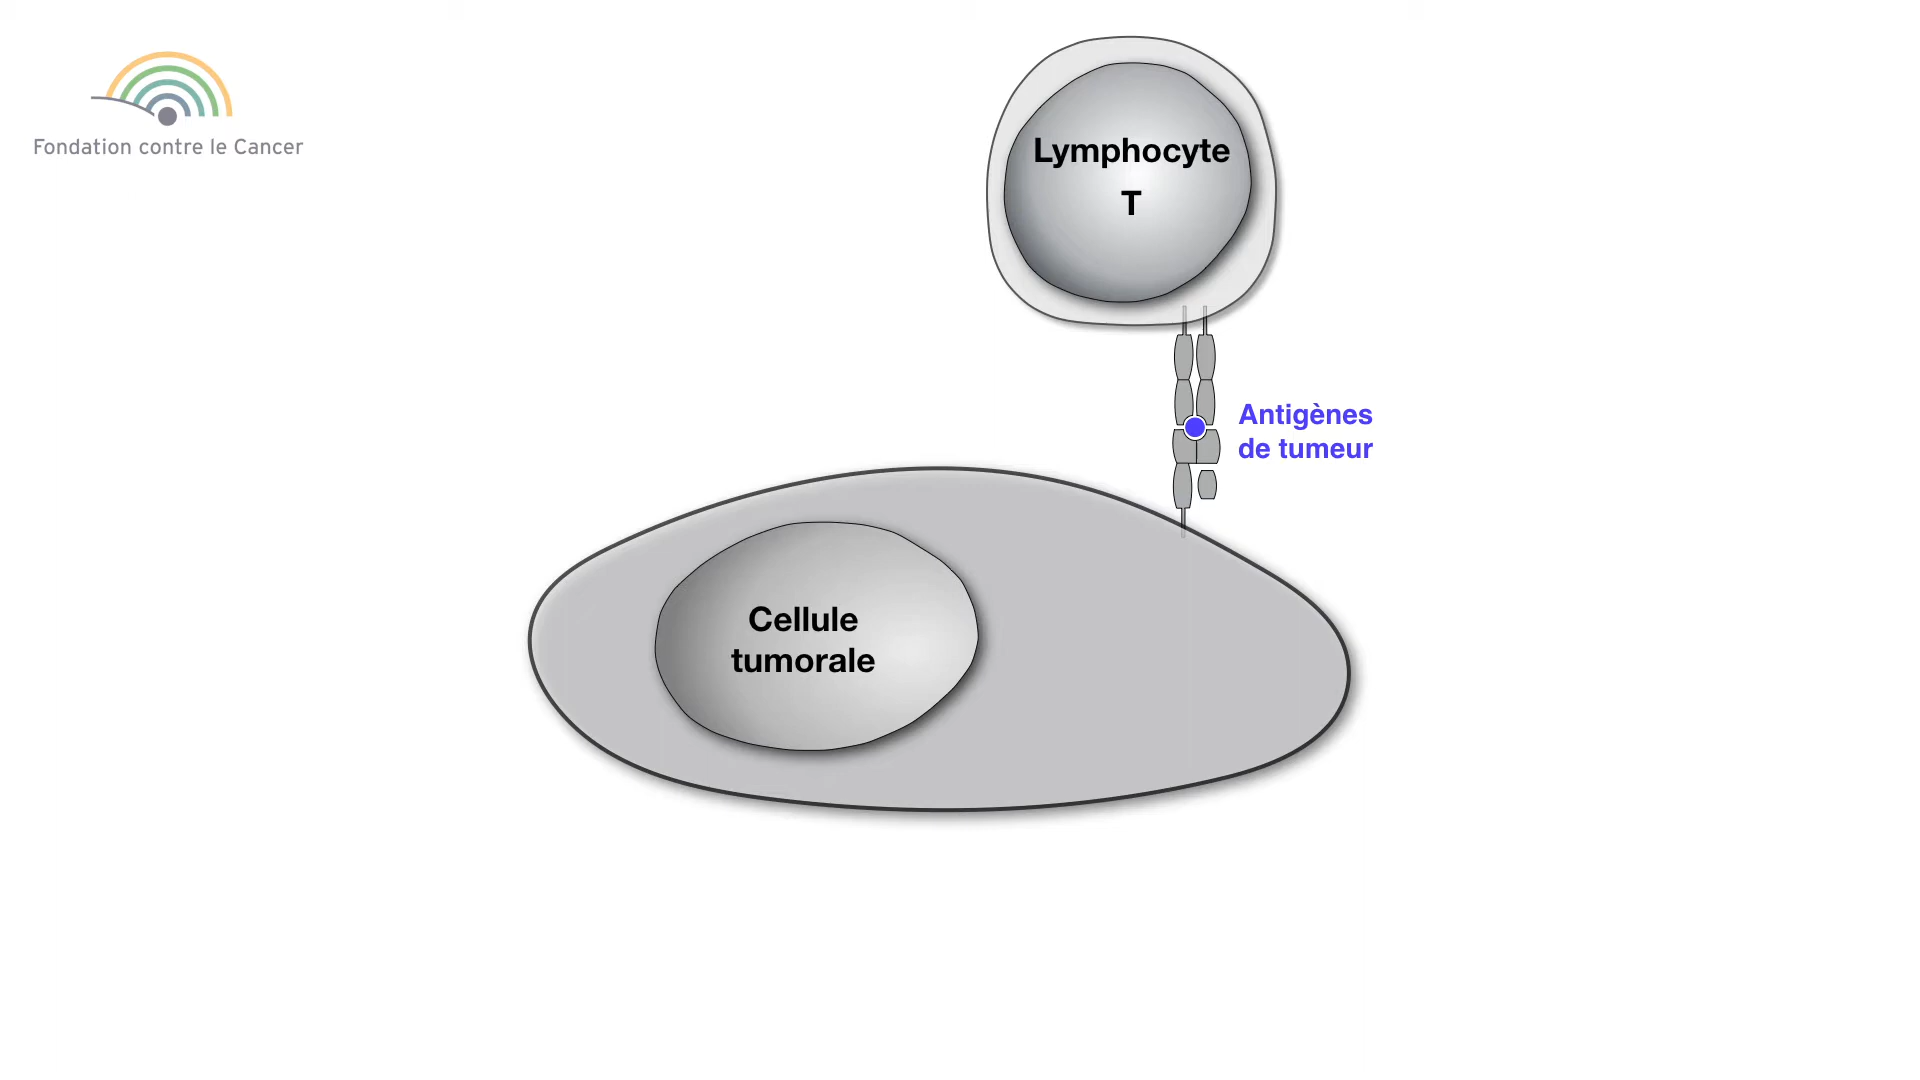 Fondation contre le Cancer
Lymphocyte
T
Antigènes
de tumeur
Cellule
tumorale